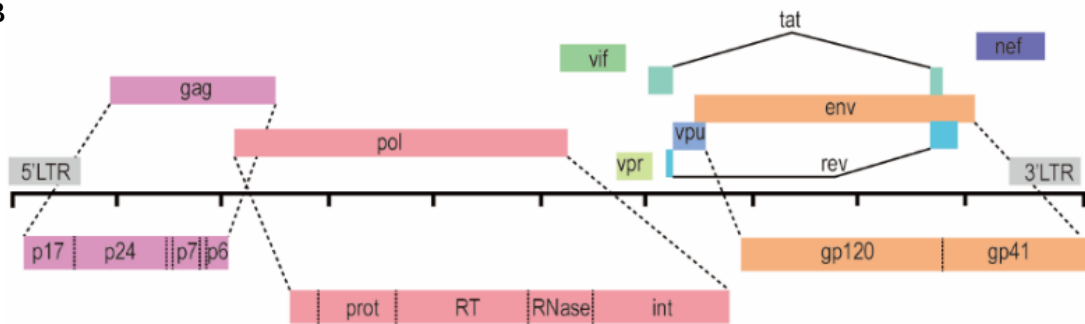 B
tat
nef
vif
gag
env
vpu
pol
vpr
rev
5'LTR
3'LTR
p17
p24
p7
p6
gp120
gp41
prot
RT
RNase
int